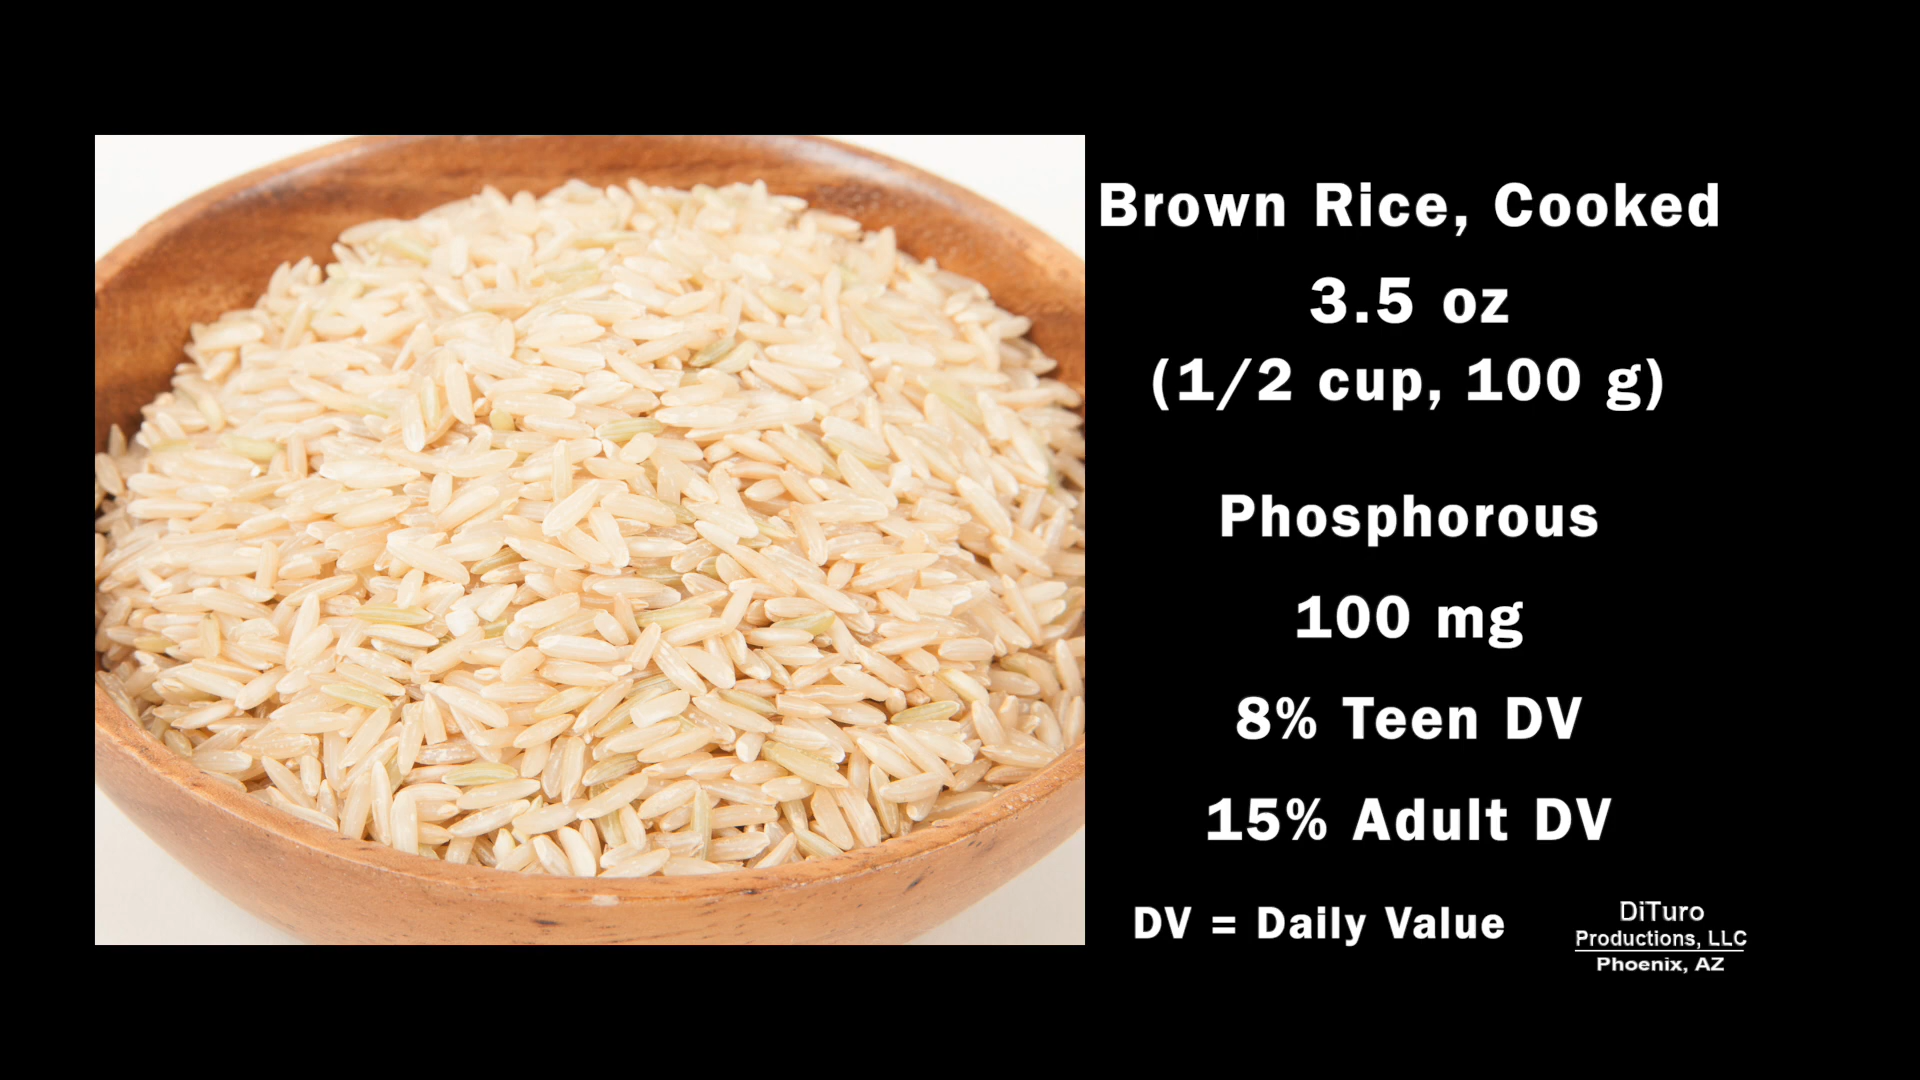 Brown Rice, Cooked
3.5 oz
(1/2 cup, 100 g)
Phosphorous
100 mg
8% Teen DV
15% Adult DV
DV = Daily Value
DiTuro
Productions, LLC
Phoenix, AZ